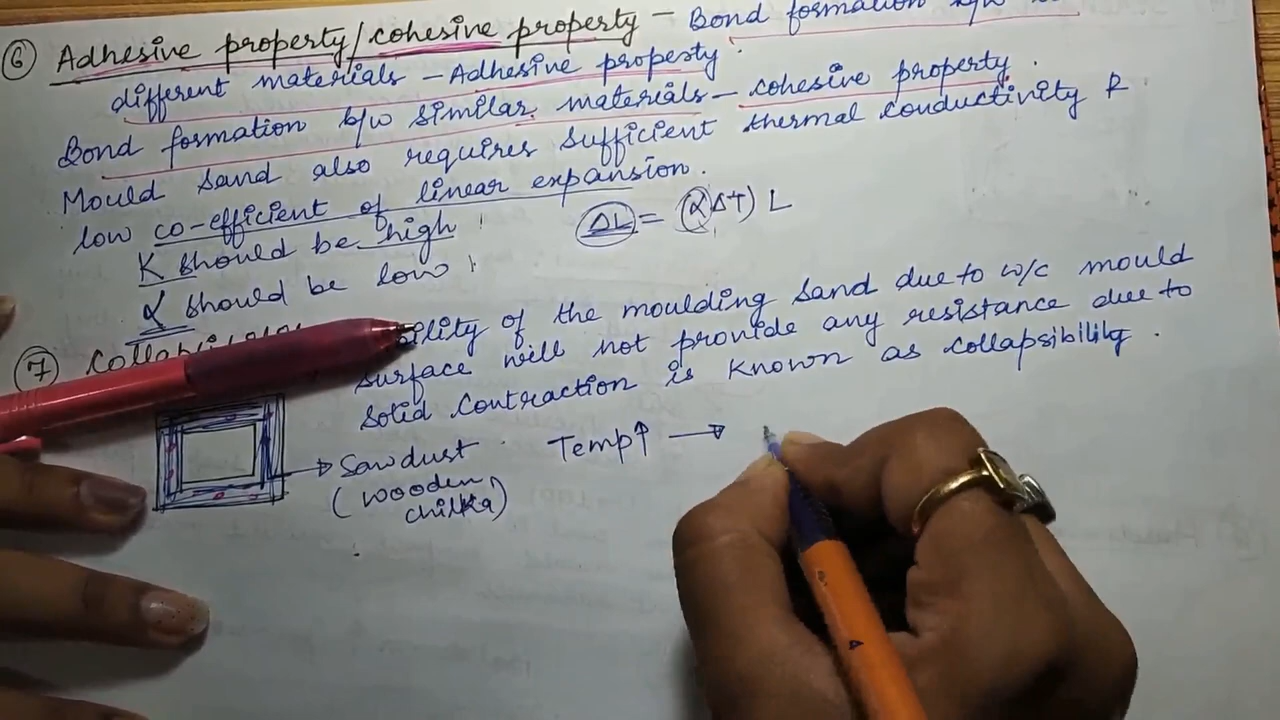 ⑥ Adhesive property/cohesive property - Bond formation b/w
different materials - Adhesive property.
Bond formation b/w similar materials - cohesive property.
Mould sand also requires sufficient thermal conductivity &
low co-efficient of linear expansion.
K should be high
ΔL = (αΔT) L
α should be low
⑦ ility of the moulding sand due to w/c mould
surface will not provide any resistance due to
solid contraction is known as collapsibility.
Sawdust
(wooden chilka)
Temp↑ →